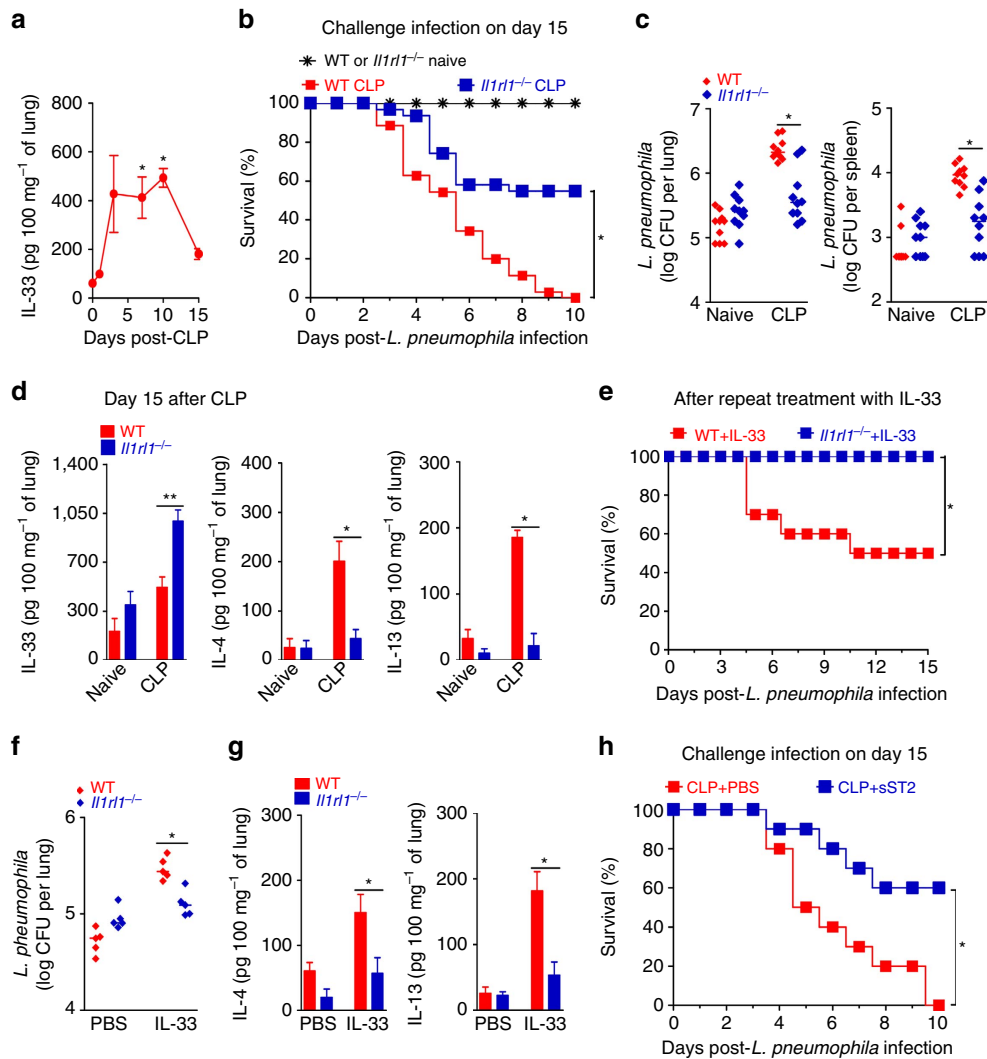 a
IL-33 (pg 100 mg⁻¹ of lung)
800
600
400
200
0
* *
0 5 10 15
Days post-CLP
b
Challenge infection on day 15
WT or Il1rl1⁻/⁻ naive
WT CLP Il1rl1⁻/⁻ CLP
Survival (%)
100
80
60
40
20
0
*
0 2 4 6 8 10
Days post-L. pneumophila infection
c
WT
Il1rl1⁻/⁻
L. pneumophila
(log CFU per lung)
7
6
5
4
*
Naive CLP
L. pneumophila
(log CFU per spleen)
5
4
3
2
*
Naive CLP
d
Day 15 after CLP
WT
Il1rl1⁻/⁻
IL-33 (pg 100 mg⁻¹ of lung)
1,400
1,050
700
300
0
**
Naive CLP
IL-4 (pg 100 mg⁻¹ of lung)
400
300
200
100
0
*
Naive CLP
IL-13 (pg 100 mg⁻¹ of lung)
300
200
100
0
*
Naive CLP
e
After repeat treatment with IL-33
WT+IL-33 Il1rl1⁻/⁻+IL-33
Survival (%)
100
80
60
40
60
80
100
*
0 3 6 9 12 15
Days post-L. pneumophila infection
f
WT
Il1rl1⁻/⁻
L. pheumophila
(log CFU per lung)
6
5
4
*
PBS IL-33
g
WT
Il1rl1⁻/⁻
IL-4 (pg 100 mg⁻¹ of lung)
300
200
100
0
*
PBS IL-33
IL-13 (pg 100 mg⁻¹ of lung)
300
200
100
0
*
PBS IL-33
h
Challenge infection on day 15
CLP+PBS CLP+sST2
Survival (%)
100
80
60
40
20
0
*
0 2 4 6 8 10
Days post-L. pneumophila infection